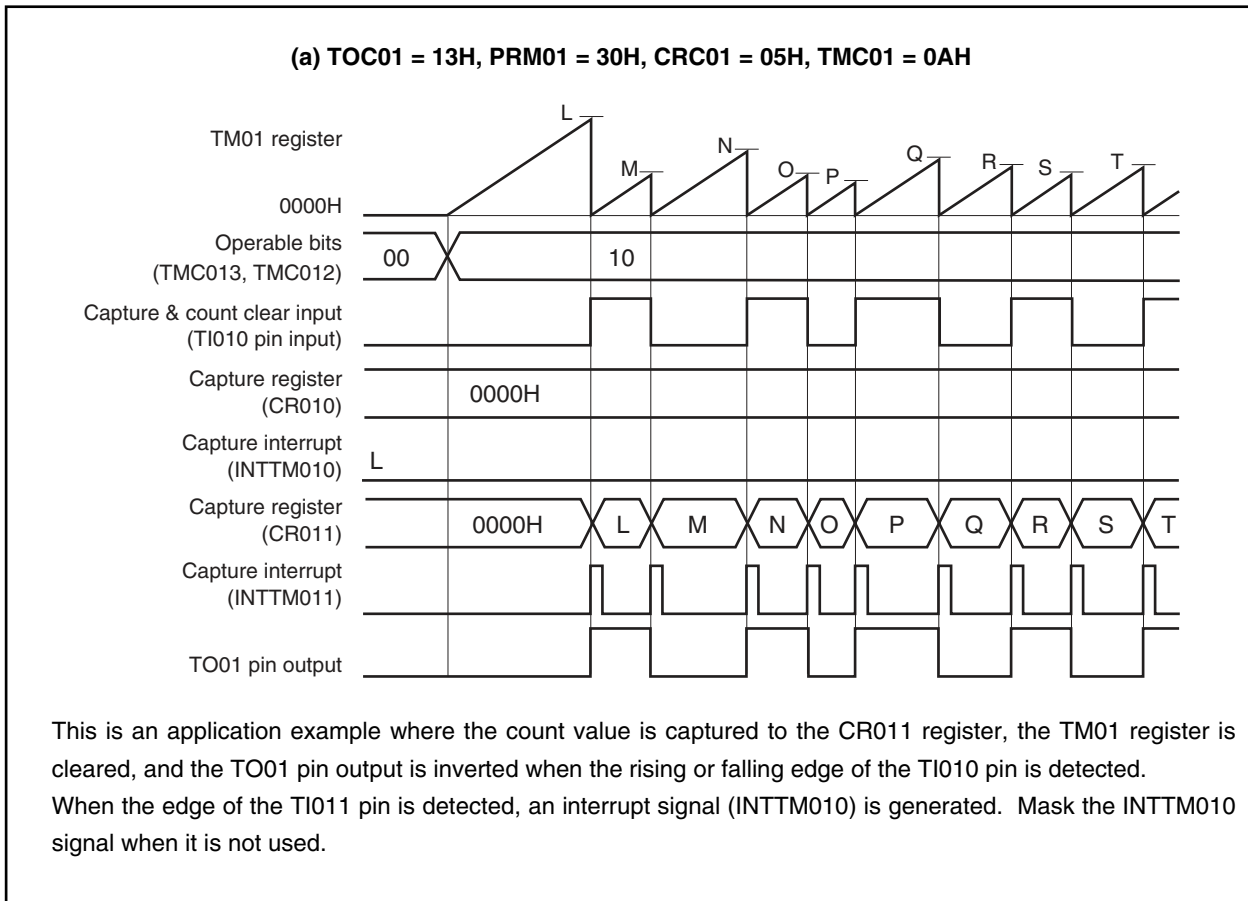 (a) TOC01 = 13H, PRM01 = 30H, CRC01 = 05H, TMC01 = 0AH
TM01 register
L
M
N
O
P
Q
R
S
T
0000H
Operable bits
(TMC013, TMC012)
00
10
Capture & count clear input
(TI010 pin input)
Capture register
(CR010)
0000H
Capture interrupt
(INTTM010)
L
Capture register
(CR011)
0000H
L
M
N
O
P
Q
R
S
T
Capture interrupt
(INTTM011)
TO01 pin output
This is an application example where the count value is captured to the CR011 register, the TM01 register is
cleared, and the TO01 pin output is inverted when the rising or falling edge of the TI010 pin is detected.
When the edge of the TI011 pin is detected, an interrupt signal (INTTM010) is generated. Mask the INTTM010
signal when it is not used.